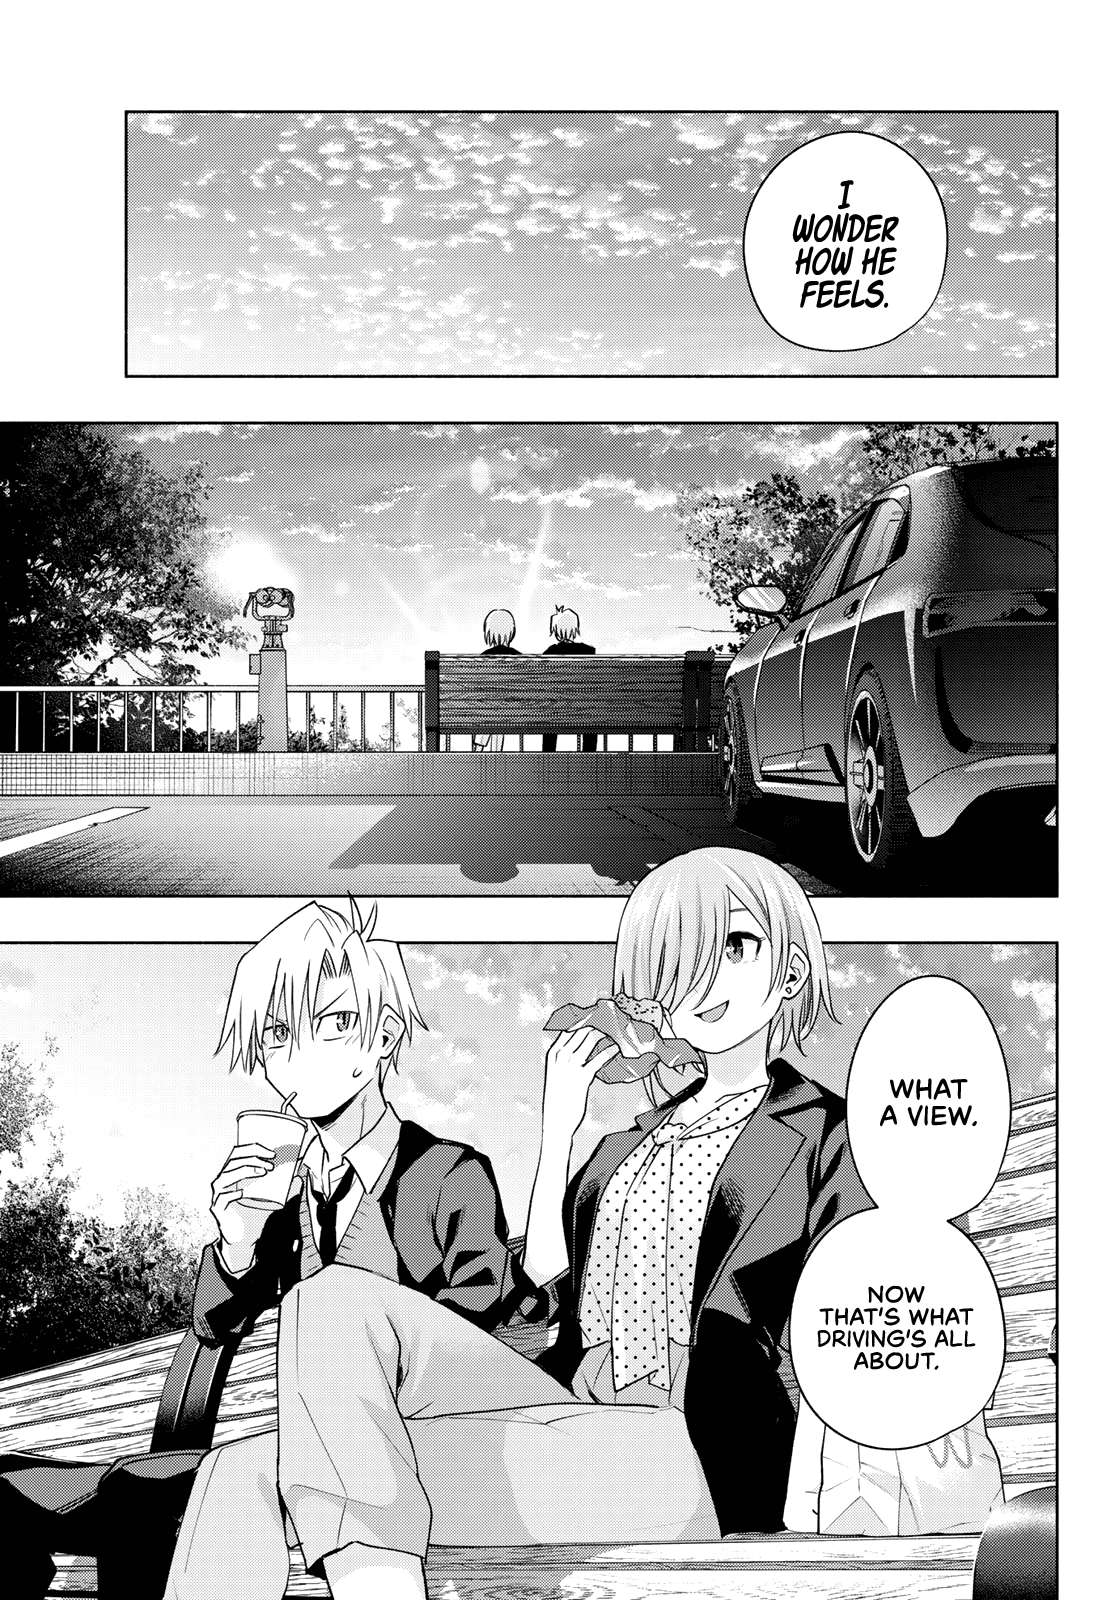 I
WONDER
HOW HE
FEELS.
WHAT
A VIEW.
NOW
THAT'S WHAT
DRIVING'S ALL
ABOUT.